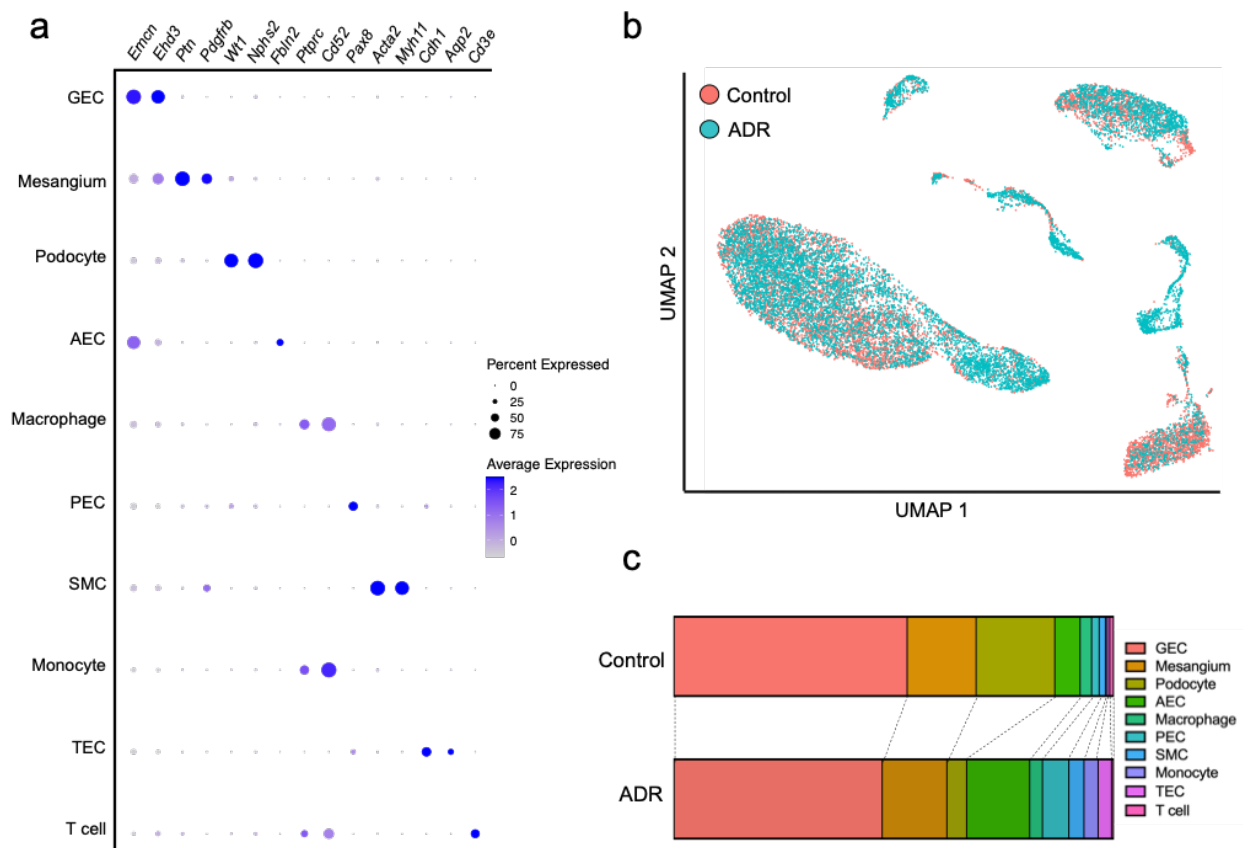 a
Emcn Ehd3 Ptn Pdgfrb Wt1 Nphs2 Fbln2 Ptprc Cd52 Pax8 Acta2 Myh11 Cdh1 Aqp2 Cd3e
GEC
Mesangium
Podocyte
AEC
Macrophage
PEC
SMC
Monocyte
TEC
T cell
Percent Expressed
0
25
50
75
Average Expression
2
1
0
b
Control
ADR
UMAP 2
UMAP 1
c
Control
ADR
GEC
Mesangium
Podocyte
AEC
Macrophage
PEC
SMC
Monocyte
TEC
T cell